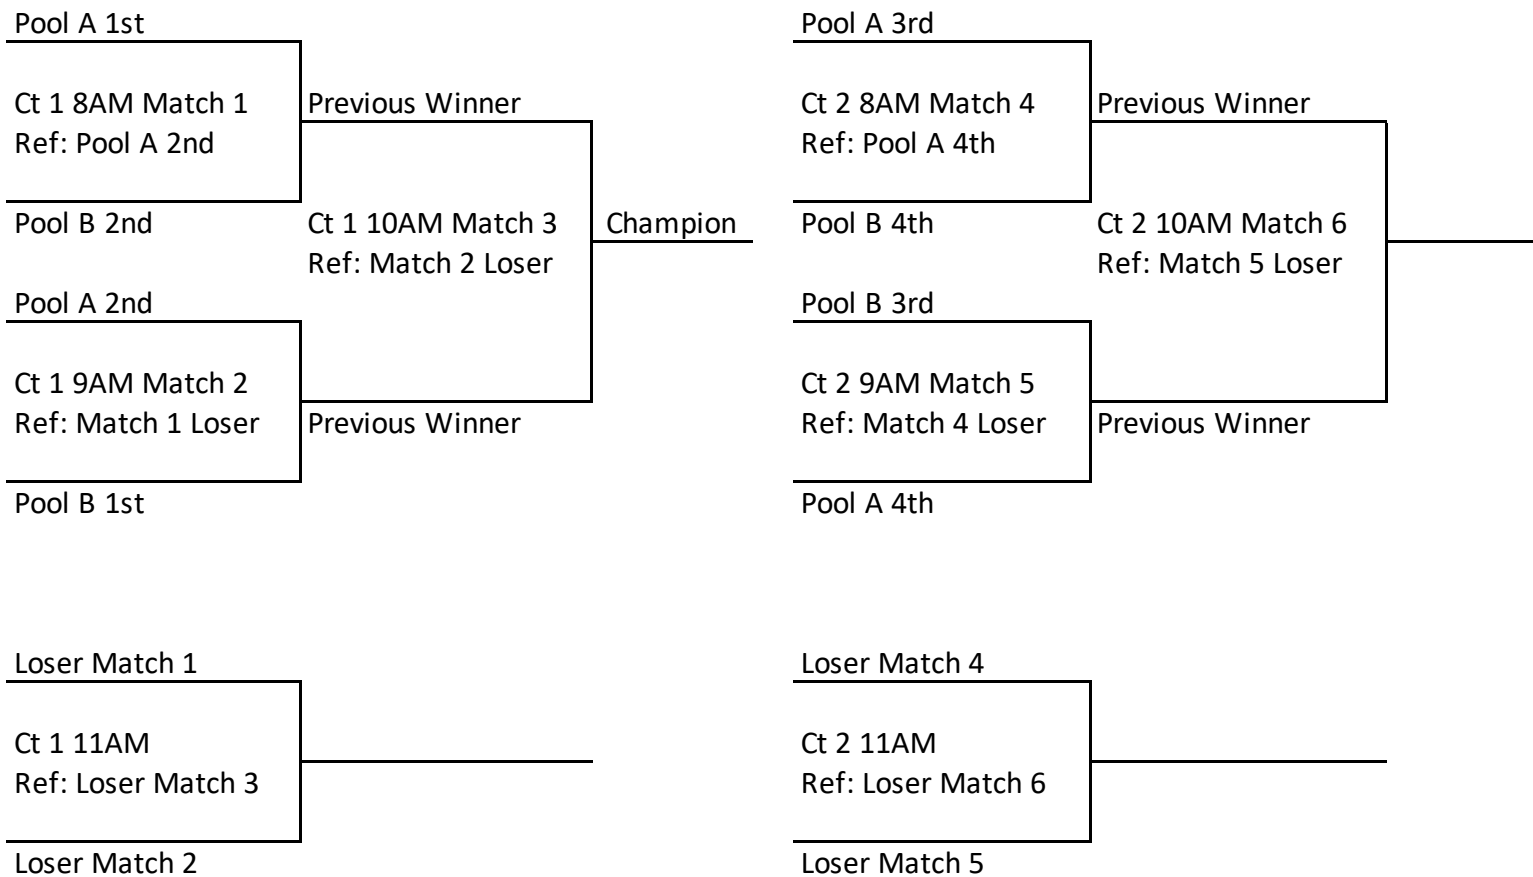 Pool A 1st
Ct 1 8AM Match 1
Ref: Pool A 2nd
Pool B 2nd
Previous Winner
Ct 1 10AM Match 3
Ref: Match 2 Loser
Champion
Pool A 2nd
Ct 1 9AM Match 2
Ref: Match 1 Loser
Pool B 1st
Previous Winner
Pool A 3rd
Ct 2 8AM Match 4
Ref: Pool A 4th
Pool B 4th
Previous Winner
Ct 2 10AM Match 6
Ref: Match 5 Loser
Pool B 3rd
Ct 2 9AM Match 5
Ref: Match 4 Loser
Pool A 4th
Previous Winner
Loser Match 1
Ct 1 11AM
Ref: Loser Match 3
Loser Match 2
Loser Match 4
Ct 2 11AM
Ref: Loser Match 6
Loser Match 5